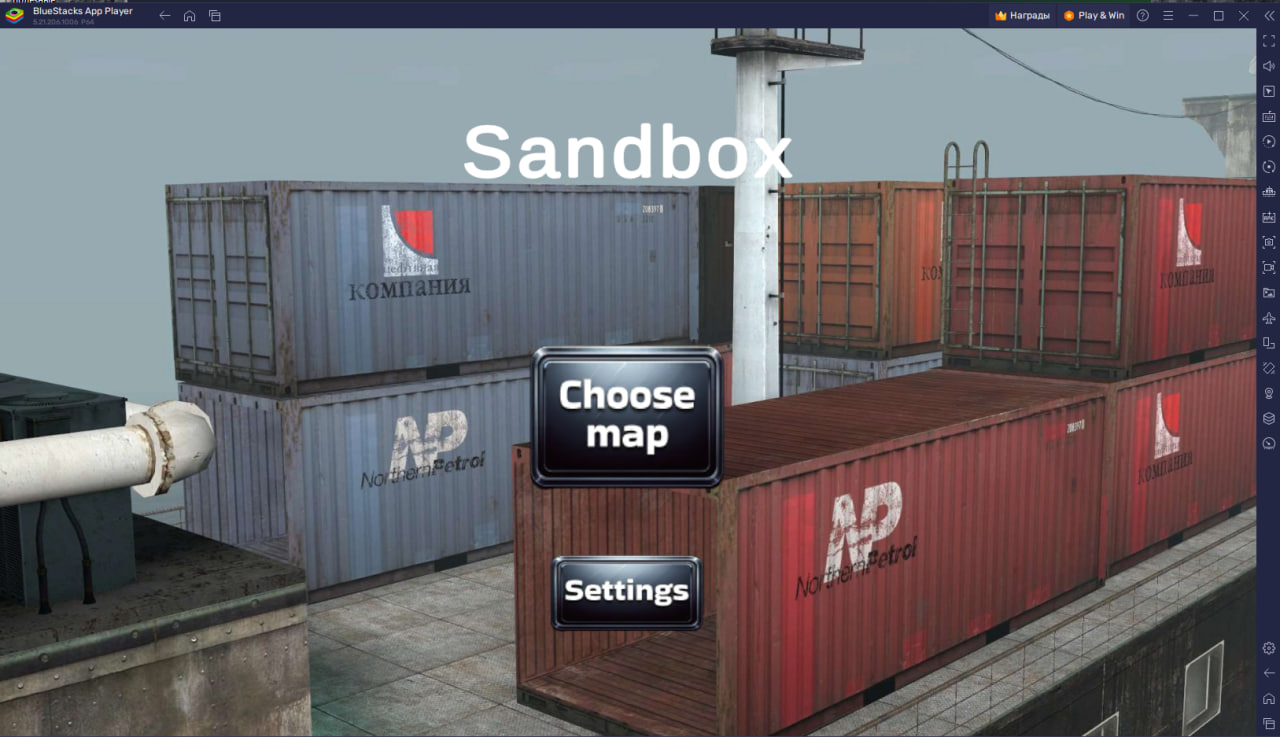 BlueStacks App Player
5.21.206.1006 P64
Награды
Play & Win
Sandbox
компания
NP
NorthernPetrol
компания
Choose
map
NP
NorthernPetrol
компания
Settings